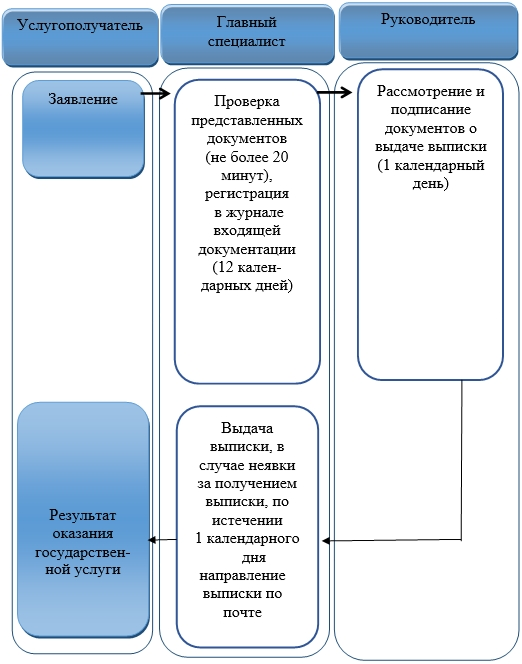 Услугополучатель
Главный
специалист
Руководитель
Заявление
Проверка
представленных
документов
(не более 20
минут),
регистрация
в журнале
входящей
документации
(12 кален-
дарных дней)
Рассмотрение и
подписание
документов о
выдаче выписки
(1 календарный
день)
Выдача
выписки, в
случае неявки
за получением
выписки, по
истечении
1 календарного
дня
направление
выписки по
почте
Результат
оказания
государствен-
ной услуги